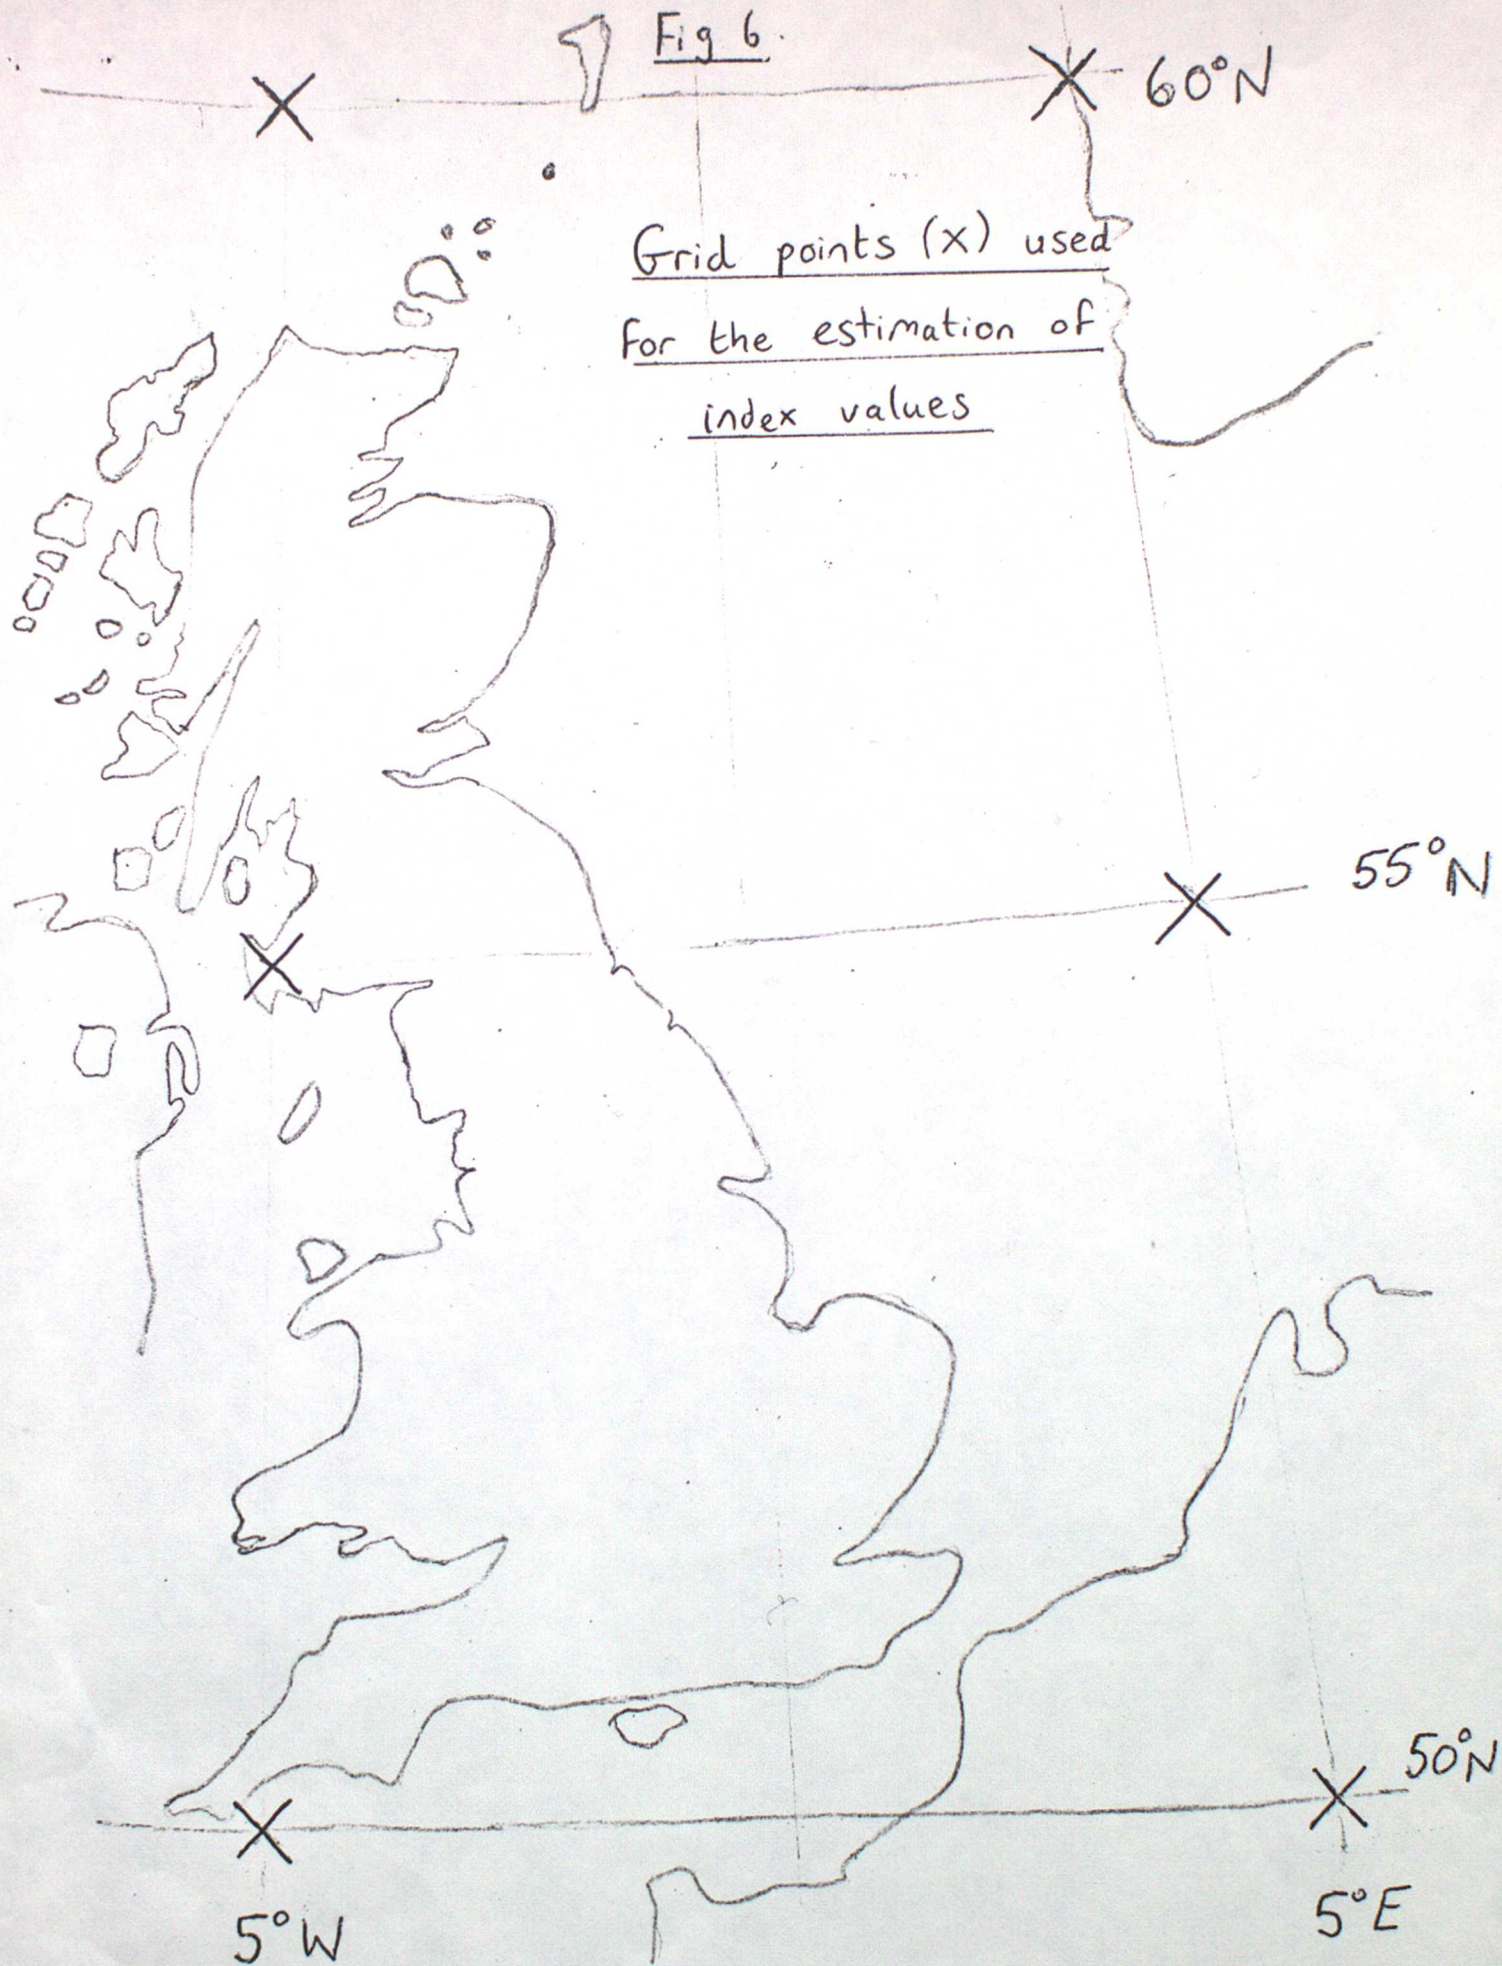 Fig 6.
60°N
Grid points (x) used
for the estimation of
index values
55°N
50°N
5°W
5°E